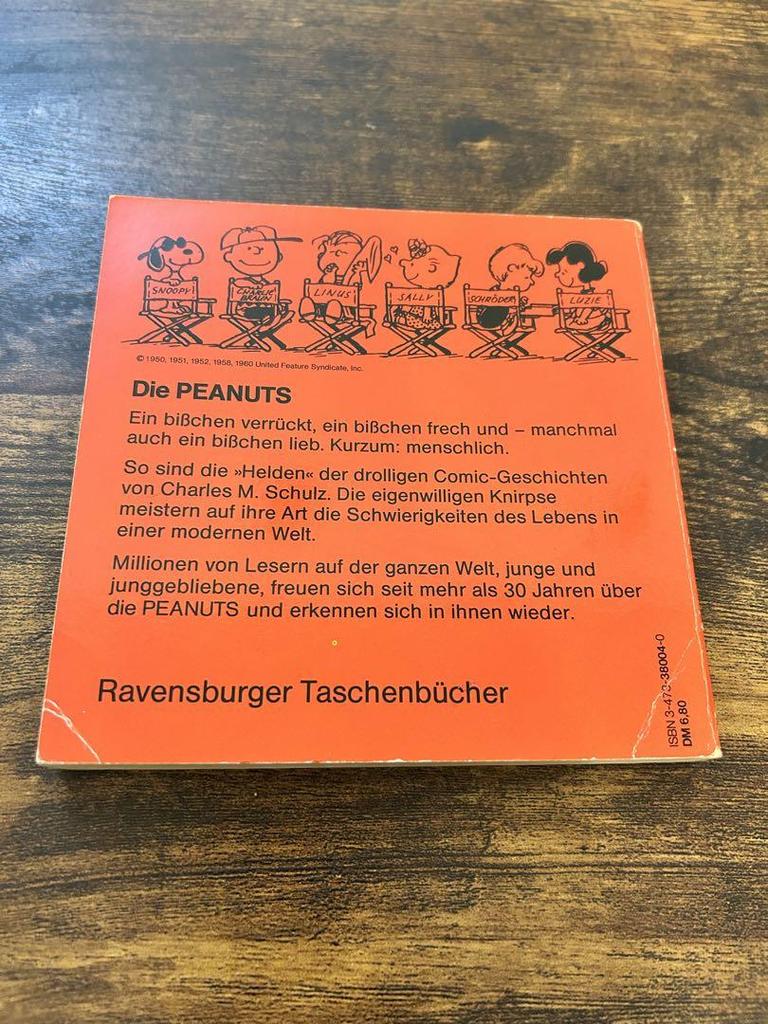 SNOOPY
CHARLIE
BRAUN
LINUS
SALLY
SCHRÖDER
LUZIE
© 1950, 1951, 1952, 1958, 1960 United Feature Syndicate, Inc.
Die PEANUTS
Ein bißchen verrückt, ein bißchen frech und – manchmal
auch ein bißchen lieb. Kurzum: menschlich.
So sind die »Helden« der drolligen Comic-Geschichten
von Charles M. Schulz. Die eigenwilligen Knirpse
meistern auf ihre Art die Schwierigkeiten des Lebens in
einer modernen Welt.
Millionen von Lesern auf der ganzen Welt, junge und
junggebliebene, freuen sich seit mehr als 30 Jahren über
die PEANUTS und erkennen sich in ihnen wieder.
Ravensburger Taschenbücher
ISBN 3-473-38004-0
DM 6,80